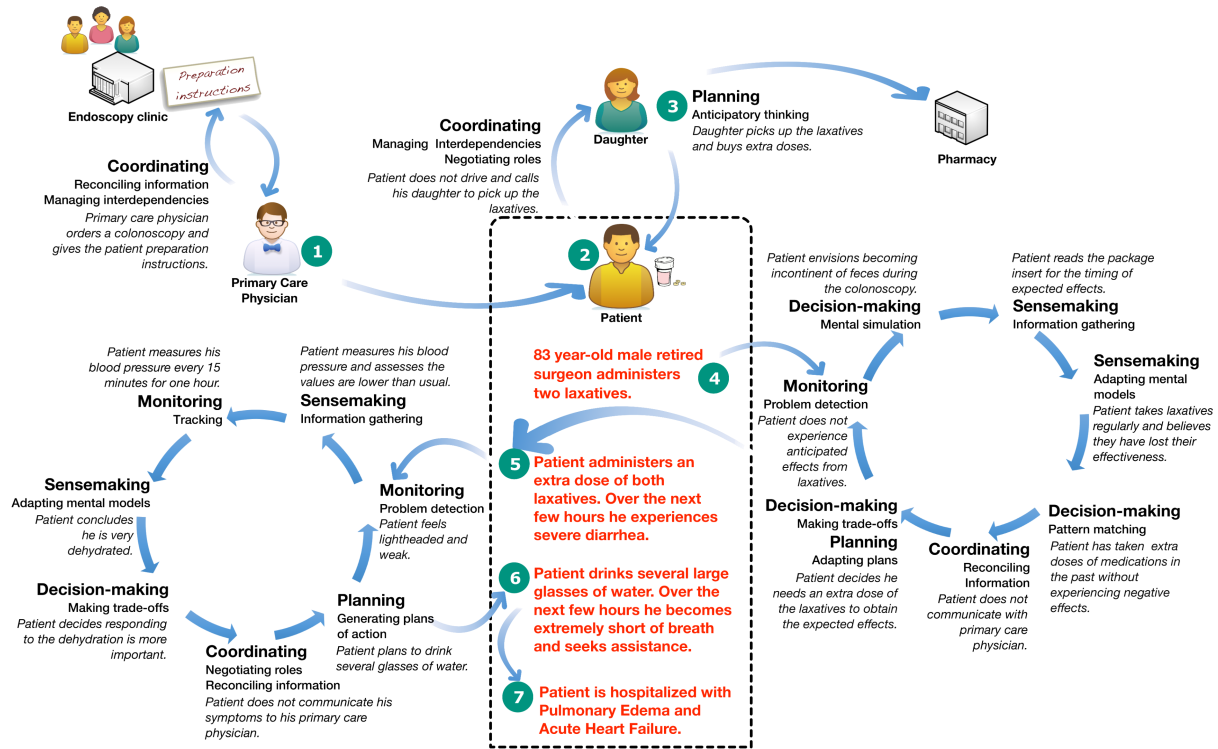 Preparation
instructions
Endoscopy clinic
Coordinating
Reconciling information
Managing interdependencies
Primary care physician
orders a colonoscopy and
gives the patient preparation
instructions.
1
Primary Care
Physician
Coordinating
Managing Interdependencies
Negotiating roles
Patient does not drive and calls
his daughter to pick up the
laxatives.
Daughter
3
Planning
Anticipatory thinking
Daughter picks up the laxatives
and buys extra doses.
Pharmacy
2
Patient
83 year-old male retired
surgeon administers
two laxatives.
4
Monitoring
Problem detection
Patient does not
experience
anticipated
effects from
laxatives.
Patient envisions becoming
incontinent of feces during
the colonoscopy.
Decision-making
Mental simulation
Patient reads the package
insert for the timing of
expected effects.
Sensemaking
Information gathering
Sensemaking
Adapting mental
models
Patient takes laxatives
regularly and believes
they have lost their
effectiveness.
Decision-making
Pattern matching
Patient has taken extra
doses of medications in
the past without
experiencing negative
effects.
Coordinating
Reconciling
Information
Patient does not
communicate with
primary care
physician.
Decision-making
Making trade-offs
Planning
Adapting plans
Patient decides he
needs an extra dose of
the laxatives to obtain
the expected effects.
5
Patient administers an
extra dose of both
laxatives. Over the next
few hours he experiences
severe diarrhea.
Monitoring
Problem detection
Patient feels
lightheaded and
weak.
Patient measures his blood
pressure and assesses the
values are lower than usual.
Sensemaking
Information gathering
Patient measures his
blood pressure every 15
minutes for one hour.
Monitoring
Tracking
Sensemaking
Adapting mental models
Patient concludes
he is very
dehydrated.
Decision-making
Making trade-offs
Patient decides responding
to the dehydration is more
important.
Coordinating
Negotiating roles
Reconciling information
Patient does not communicate his
symptoms to his primary care
physician.
Planning
Generating plans
of action
Patient plans to drink
several glasses of water.
6
Patient drinks several large
glasses of water. Over the
next few hours he becomes
extremely short of breath
and seeks assistance.
7
Patient is hospitalized with
Pulmonary Edema and
Acute Heart Failure.